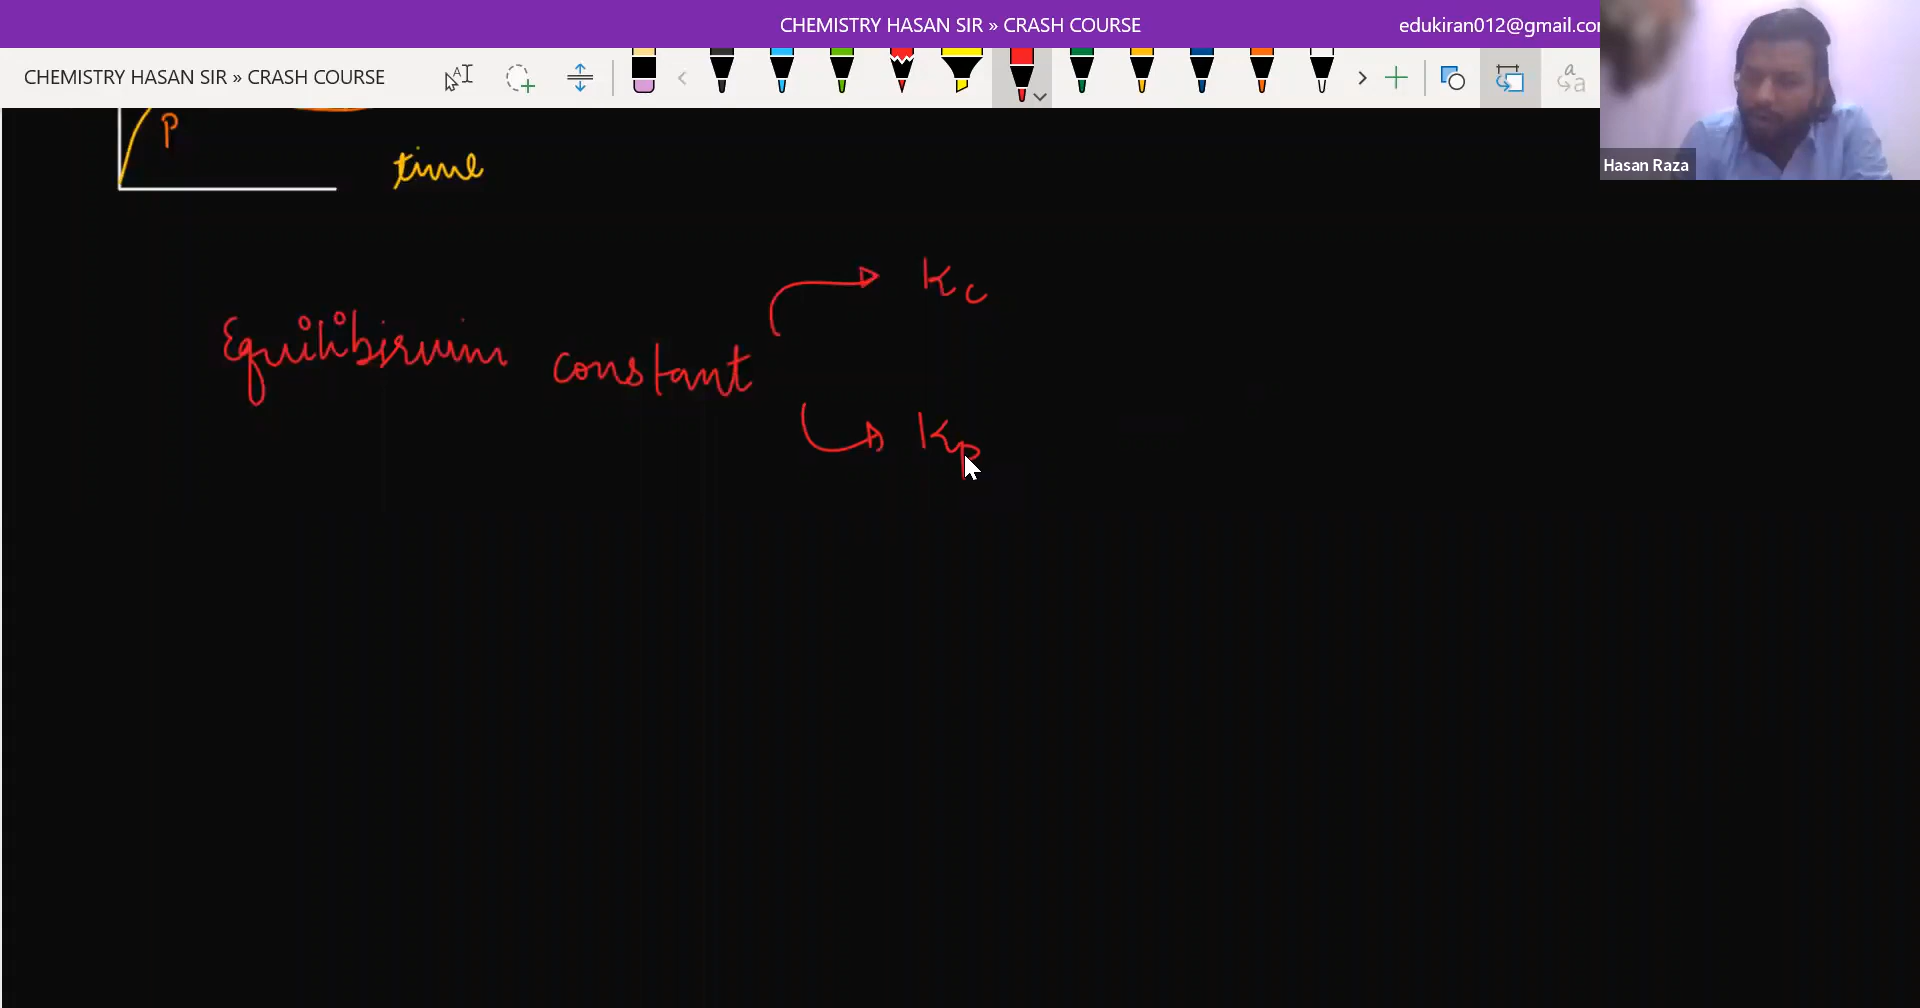 CHEMISTRY HASAN SIR » CRASH COURSE
edukiran012@gmail.co
CHEMISTRY HASAN SIR » CRASH COURSE
Hasan Raza
P
time
Kc
Equilibirium constant
Kp